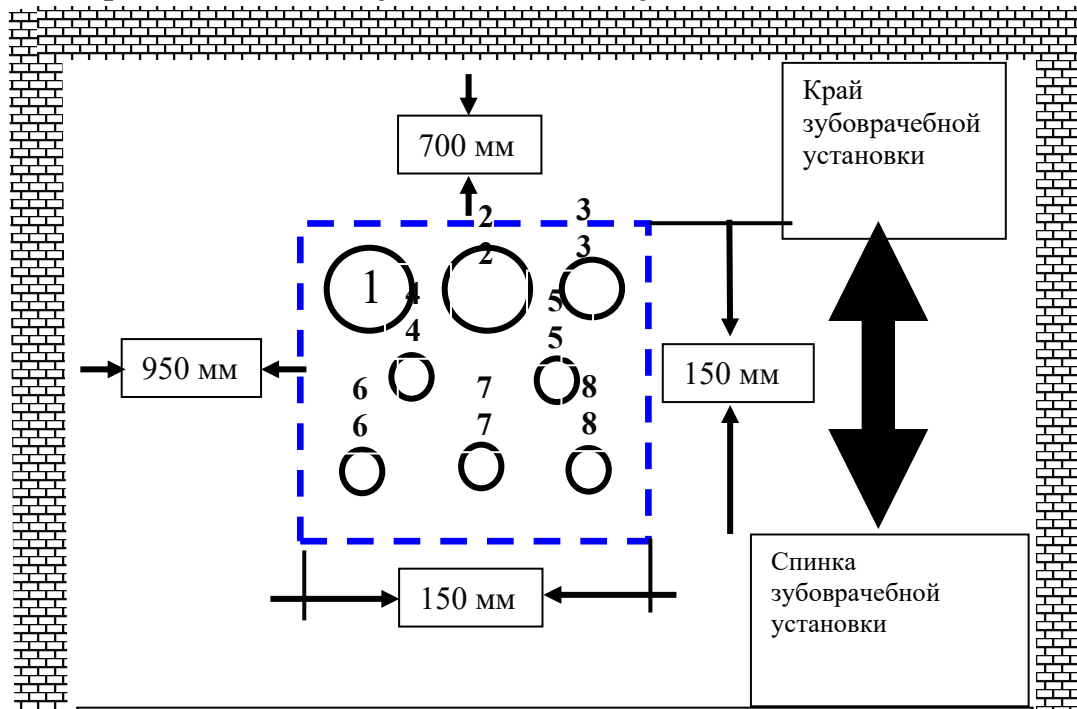 Край
зубоврачебной
установки
700 мм
2
3
2
3
1
4
5
4
5
950 мм
150 мм
6
7
8
6
7
8
Спинка
зубоврачебной
установки
150 мм